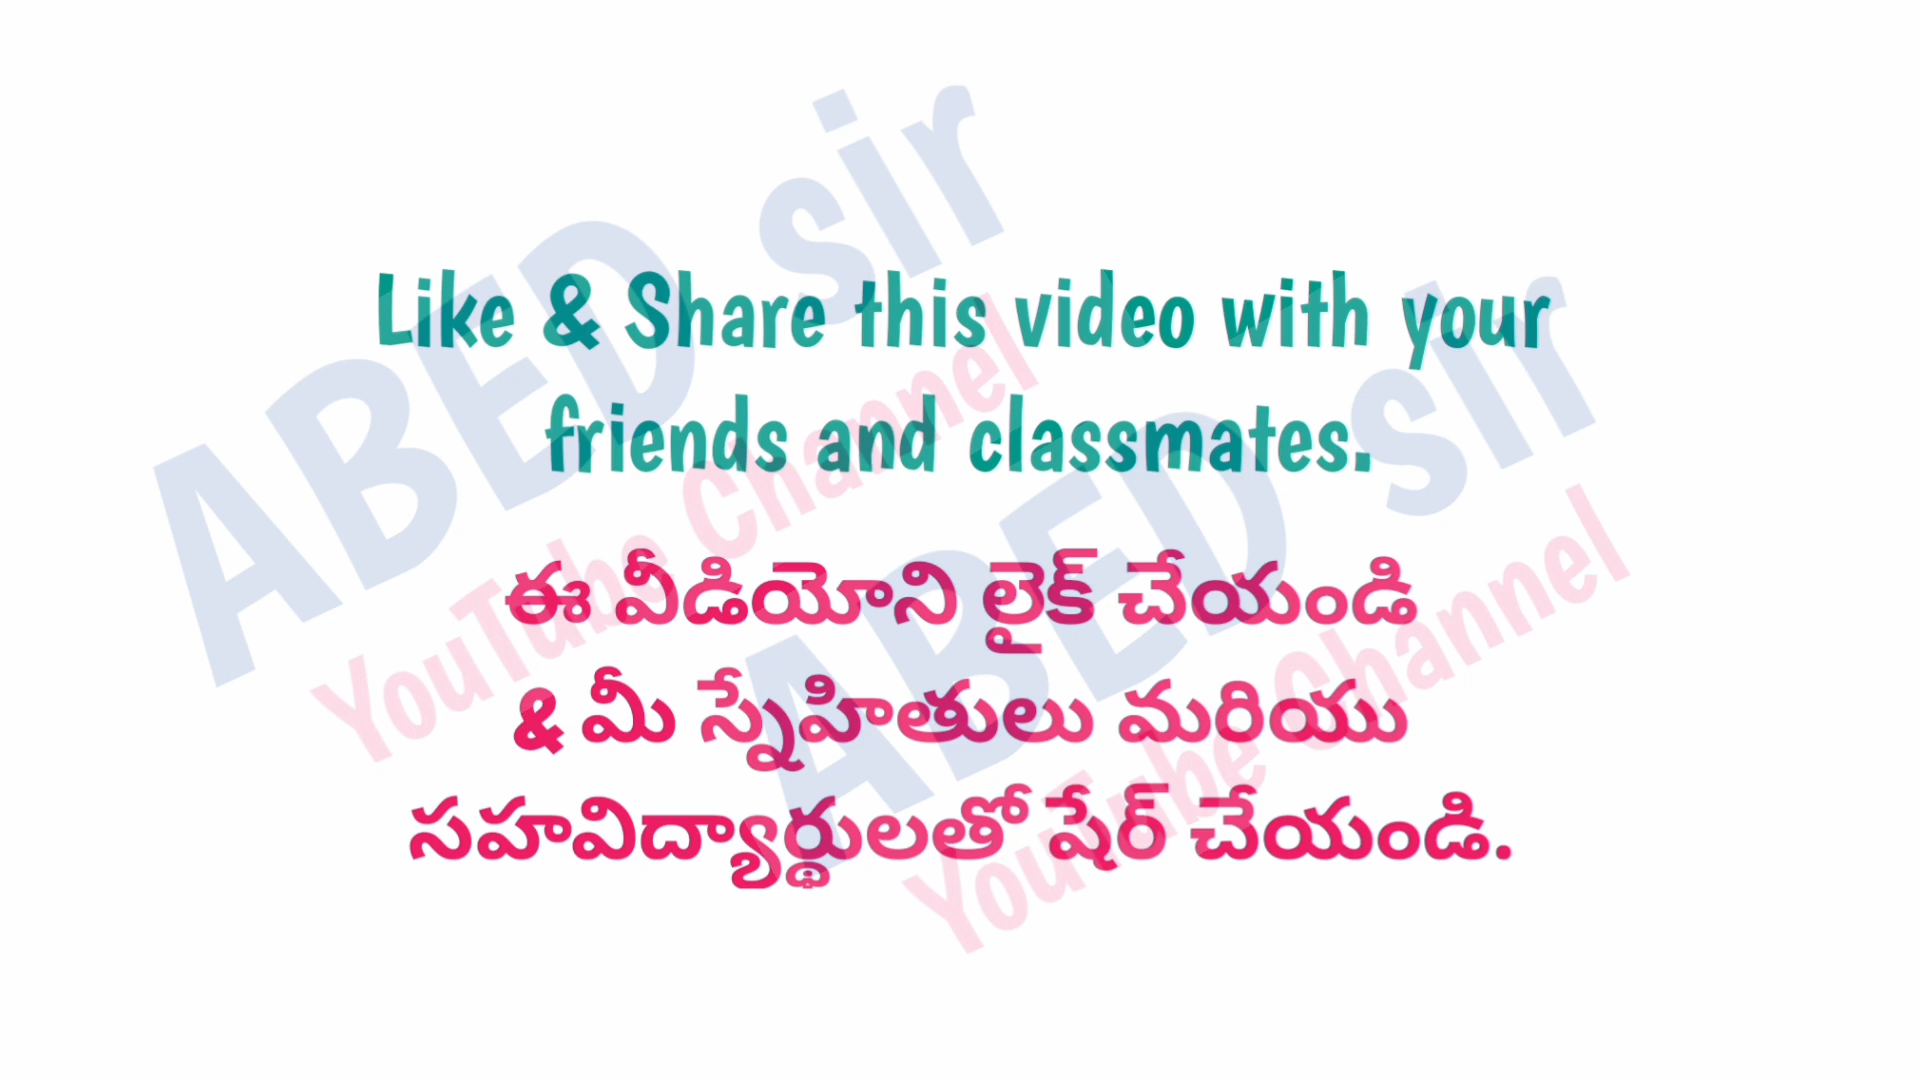 Like & Share this video with your
friends and classmates.
ఈ వీడియోని లైక్ చేయండి
& మీ స్నేహితులు మరియు
సహవిద్యార్థులతో షేర్ చేయండి.
ABED sir
YouTube Channel
ABED sir
YouTube Channel